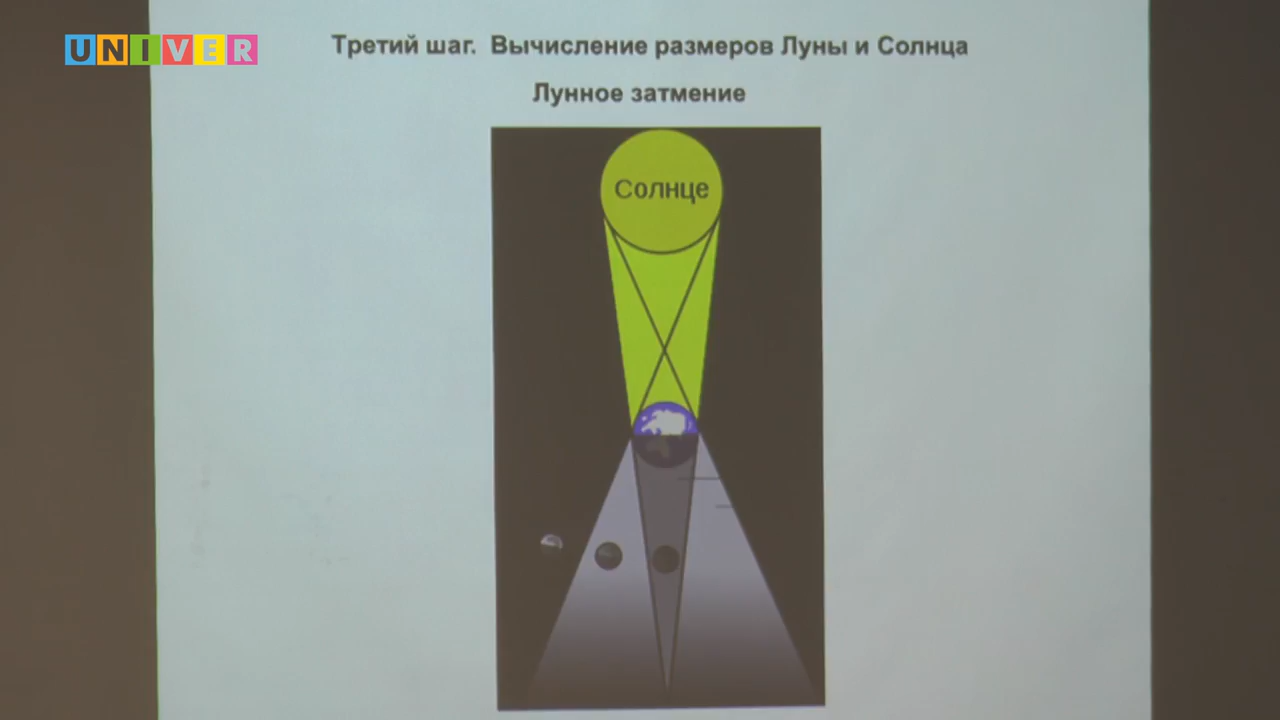 UNIVER
Третий шаг. Вычисление размеров Луны и Солнца
Лунное затмение
Солнце